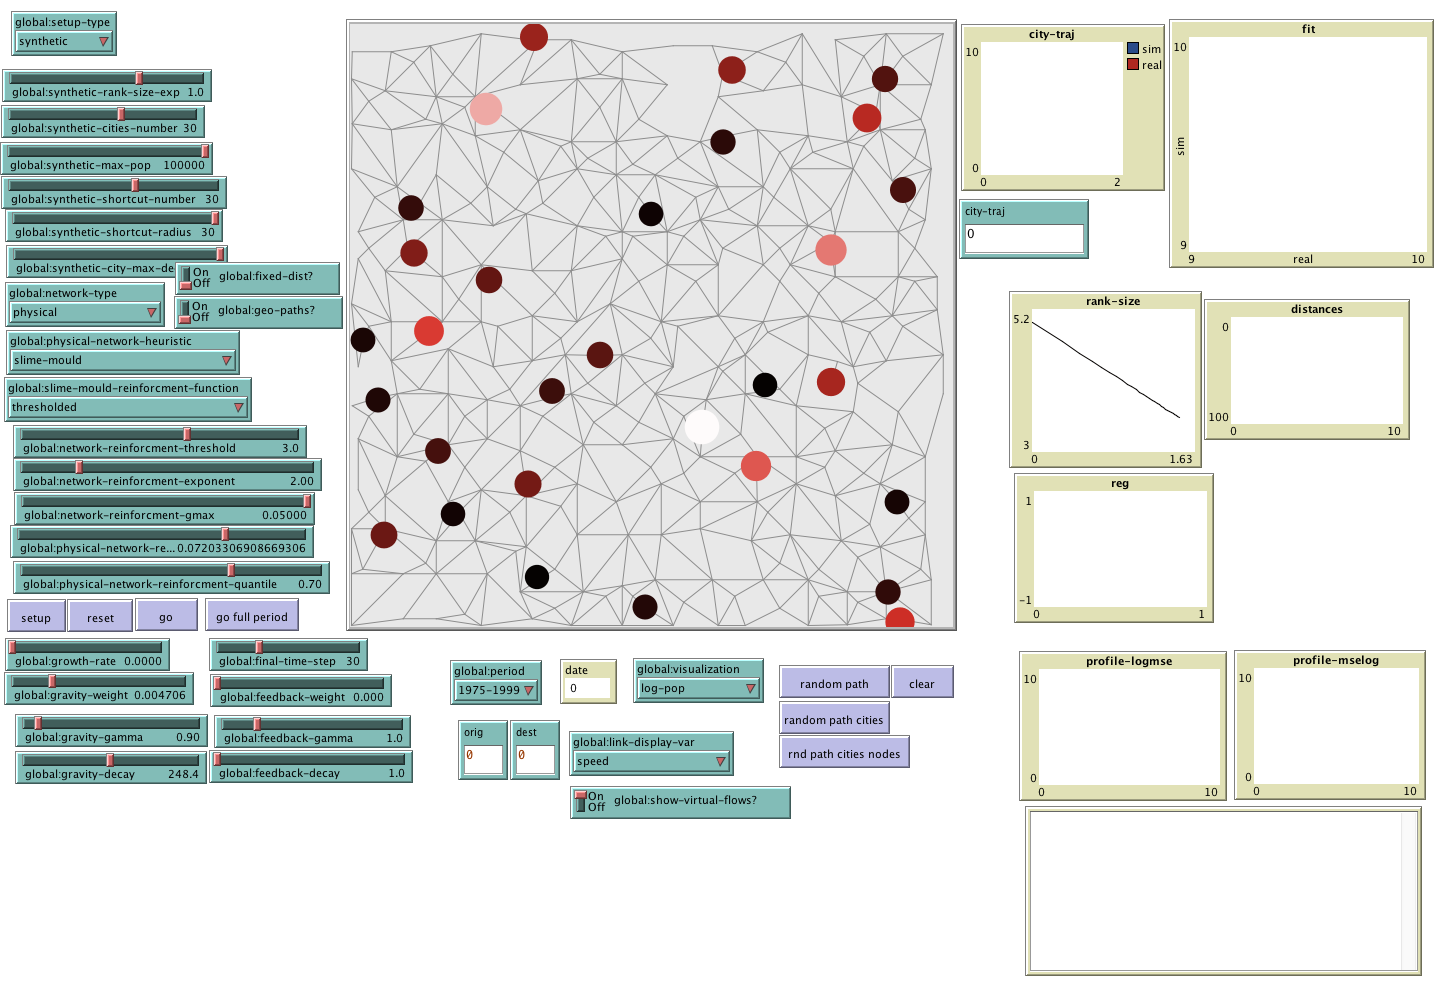 global:setup-type
synthetic
global:synthetic-rank-size-exp 1.0
global:synthetic-cities-number 30
global:synthetic-max-pop 100000
global:synthetic-shortcut-number 30
global:synthetic-shortcut-radius 30
global:synthetic-city-max-de
On
Off
global:fixed-dist?
global:network-type
physical
On
Off
global:geo-paths?
global:physical-network-heuristic
slime-mould
global:slime-mould-reinforcment-function
thresholded
global:network-reinforcment-threshold 3.0
global:network-reinforcment-exponent 2.00
global:network-reinforcment-gmax 0.05000
global:physical-network-re...0.07203306908669306
global:physical-network-reinforcment-quantile 0.70
setup
reset
go
go full period
global:growth-rate 0.0000
global:final-time-step 30
global:gravity-weight 0.004706
global:feedback-weight 0.000
global:gravity-gamma 0.90
global:feedback-gamma 1.0
global:gravity-decay 248.4
global:feedback-decay 1.0
global:period
1975-1999
date
0
global:visualization
log-pop
random path
clear
random path cities
rnd path cities nodes
orig
0
dest
0
global:link-display-var
speed
On
Off
global:show-virtual-flows?
city-traj
10
0
0
2
sim
real
city-traj
0
fit
10
sim
9
9
real
10
rank-size
5.2
3
0
1.63
distances
0
100
0
10
reg
1
-1
0
1
profile-logmse
10
0
0
10
profile-mselog
10
0
0
10